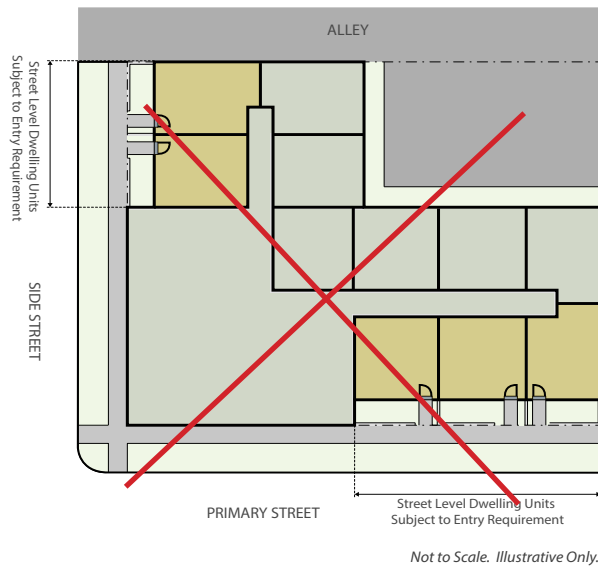 ALLEY
Street Level Dwelling Units
Subject to Entry Requirement
SIDE STREET
PRIMARY STREET
Street Level Dwelling Units
Subject to Entry Requirement
Not to Scale. Illustrative Only.